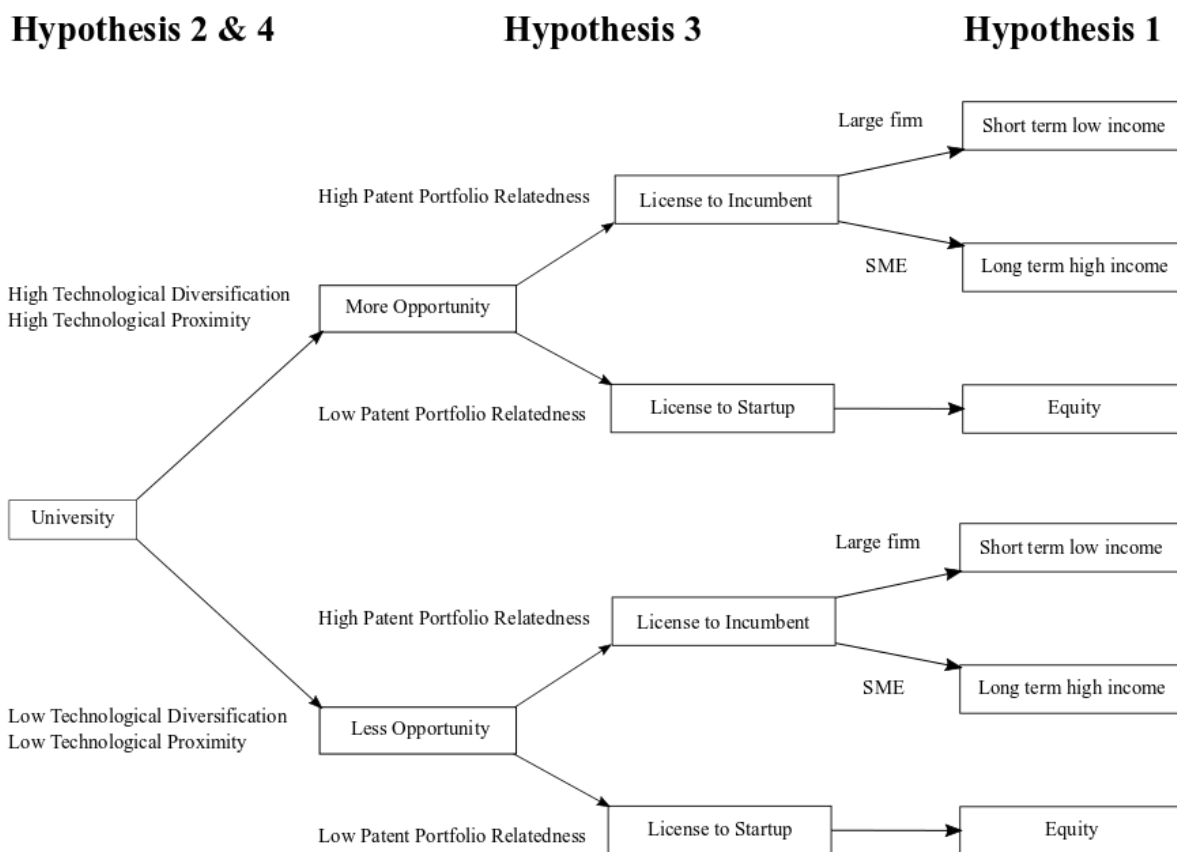 Hypothesis 2 & 4
Hypothesis 3
Hypothesis 1
Large firm
Short term low income
High Patent Portfolio Relatedness
License to Incumbent
SME
Long term high income
High Technological Diversification
High Technological Proximity
More Opportunity
Low Patent Portfolio Relatedness
License to Startup
Equity
University
Large firm
Short term low income
High Patent Portfolio Relatedness
License to Incumbent
SME
Long term high income
Low Technological Diversification
Low Technological Proximity
Less Opportunity
Low Patent Portfolio Relatedness
License to Startup
Equity